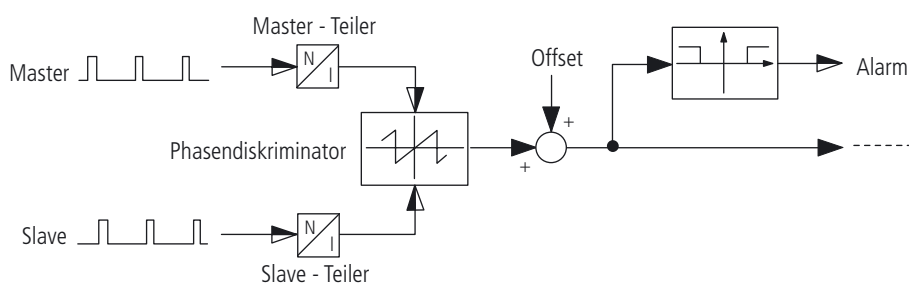 Master - Teiler
N
I
Master
Offset
+
+
Alarm
Phasendiskriminator
Slave
N
I
Slave - Teiler